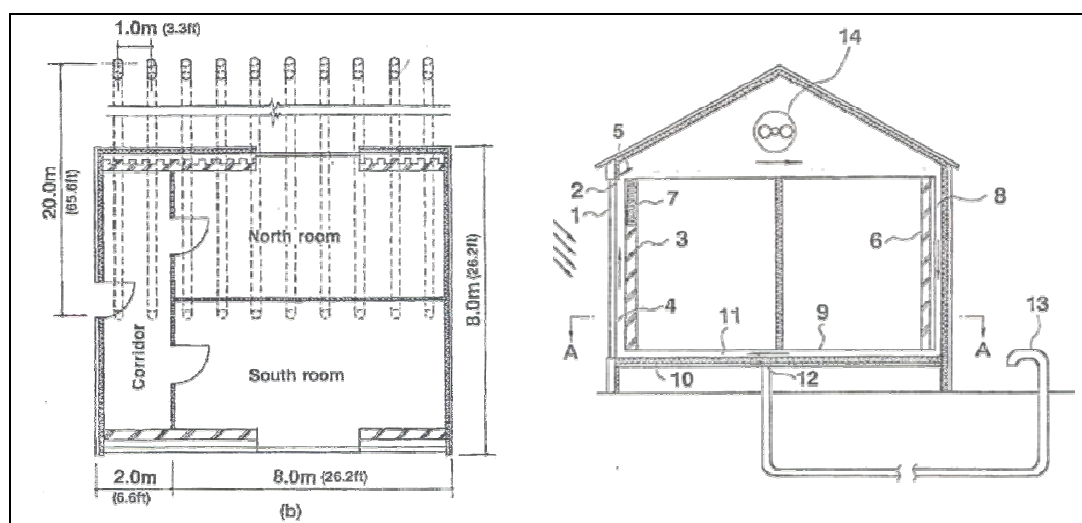 1.0m (3.3ft)
20.0m
(65.6ft)
North room
Corridor
South room
8.0m (26.2ft)
2.0m
(6.6ft)
8.0m (26.2ft)
(b)
14
5
2
7
8
1
3
6
4
11
9
13
A
A
10
12